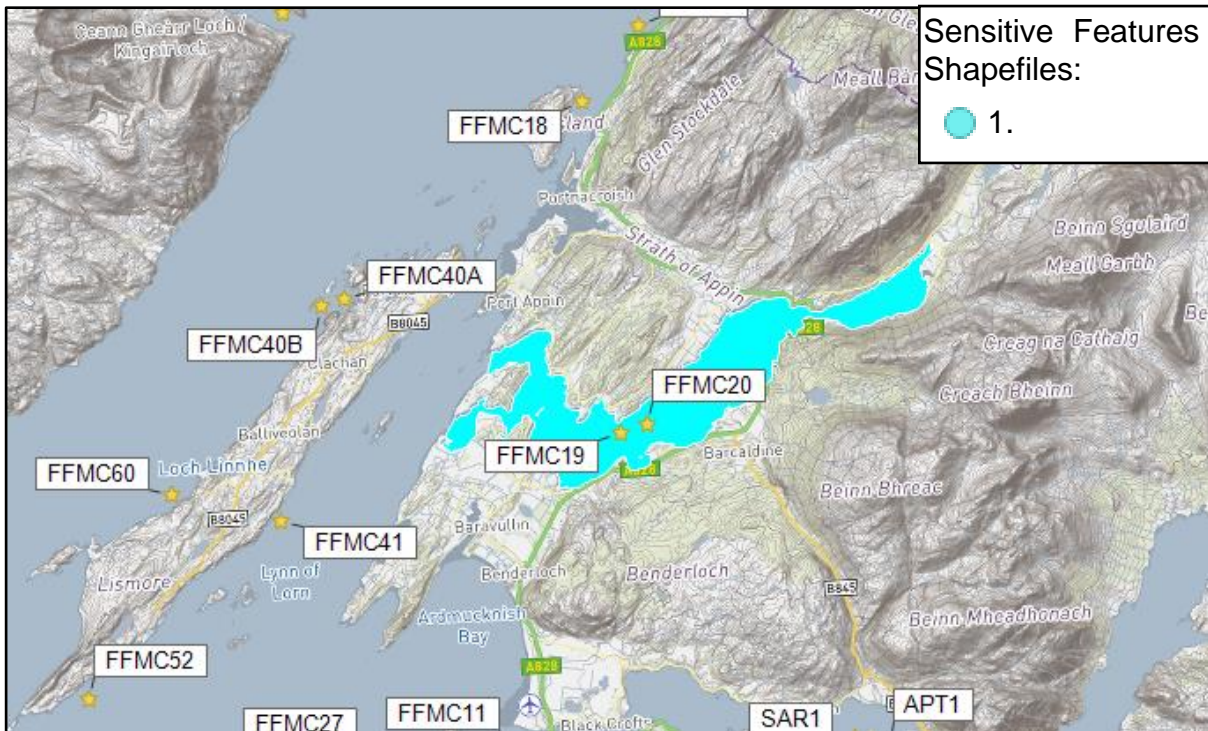 Sensitive Features
Shapefiles:
1.
Ceann Gheàrr Loch /
Kingairloch
A828
Meall Bàn
FFMC18
Island
Glen Stockdale
Portnacroish
Strath of Appin
Beinn Sgulaird
Meall Garbh
FFMC40A
Port Appin
B8045
FFMC40B
Clachan
28
Creag na Cathaig
Creach Bheinn
FFMC20
Balliveolan
FFMC19
A828
Barcaldine
FFMC60
Loch Linnhe
Beinn Bhreac
B8045
FFMC41
Baravullin
Lismore
Lynn of
Lorn
Benderloch
Benderloch
B845
Ardmucknish
Bay
Beinn Mheadhonach
FFMC52
A828
FFMC27
FFMC11
Black Crofts
SAR1
APT1